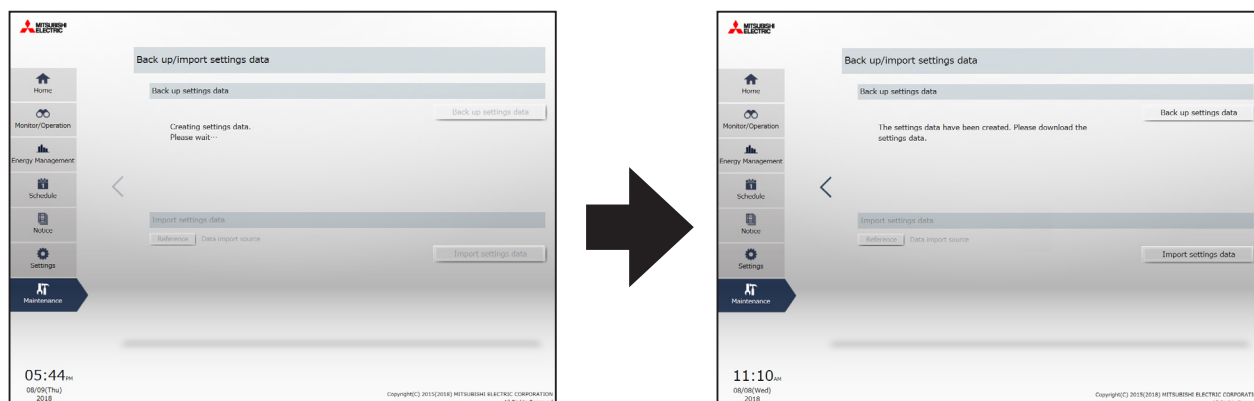 MITSUBISHI
ELECTRIC
Back up/import settings data
Home
Monitor/Operation
Energy Management
Schedule
Notice
Settings
Maintenance
Back up settings data
Back up settings data
Creating settings data.
Please wait…
Import settings data
Reference Data import source
Import settings data
05:44PM
08/09(Thu)
2018
Copyright(C) 2015(2018) MITSUBISHI ELECTRIC CORPORATION
MITSUBISHI
ELECTRIC
Back up/import settings data
Home
Monitor/Operation
Energy Management
Schedule
Notice
Settings
Maintenance
Back up settings data
Back up settings data
The settings data have been created. Please download the
settings data.
Import settings data
Reference Data import source
Import settings data
11:10AM
08/08(Wed)
2018
Copyright(C) 2015(2018) MITSUBISHI ELECTRIC CORPORAT